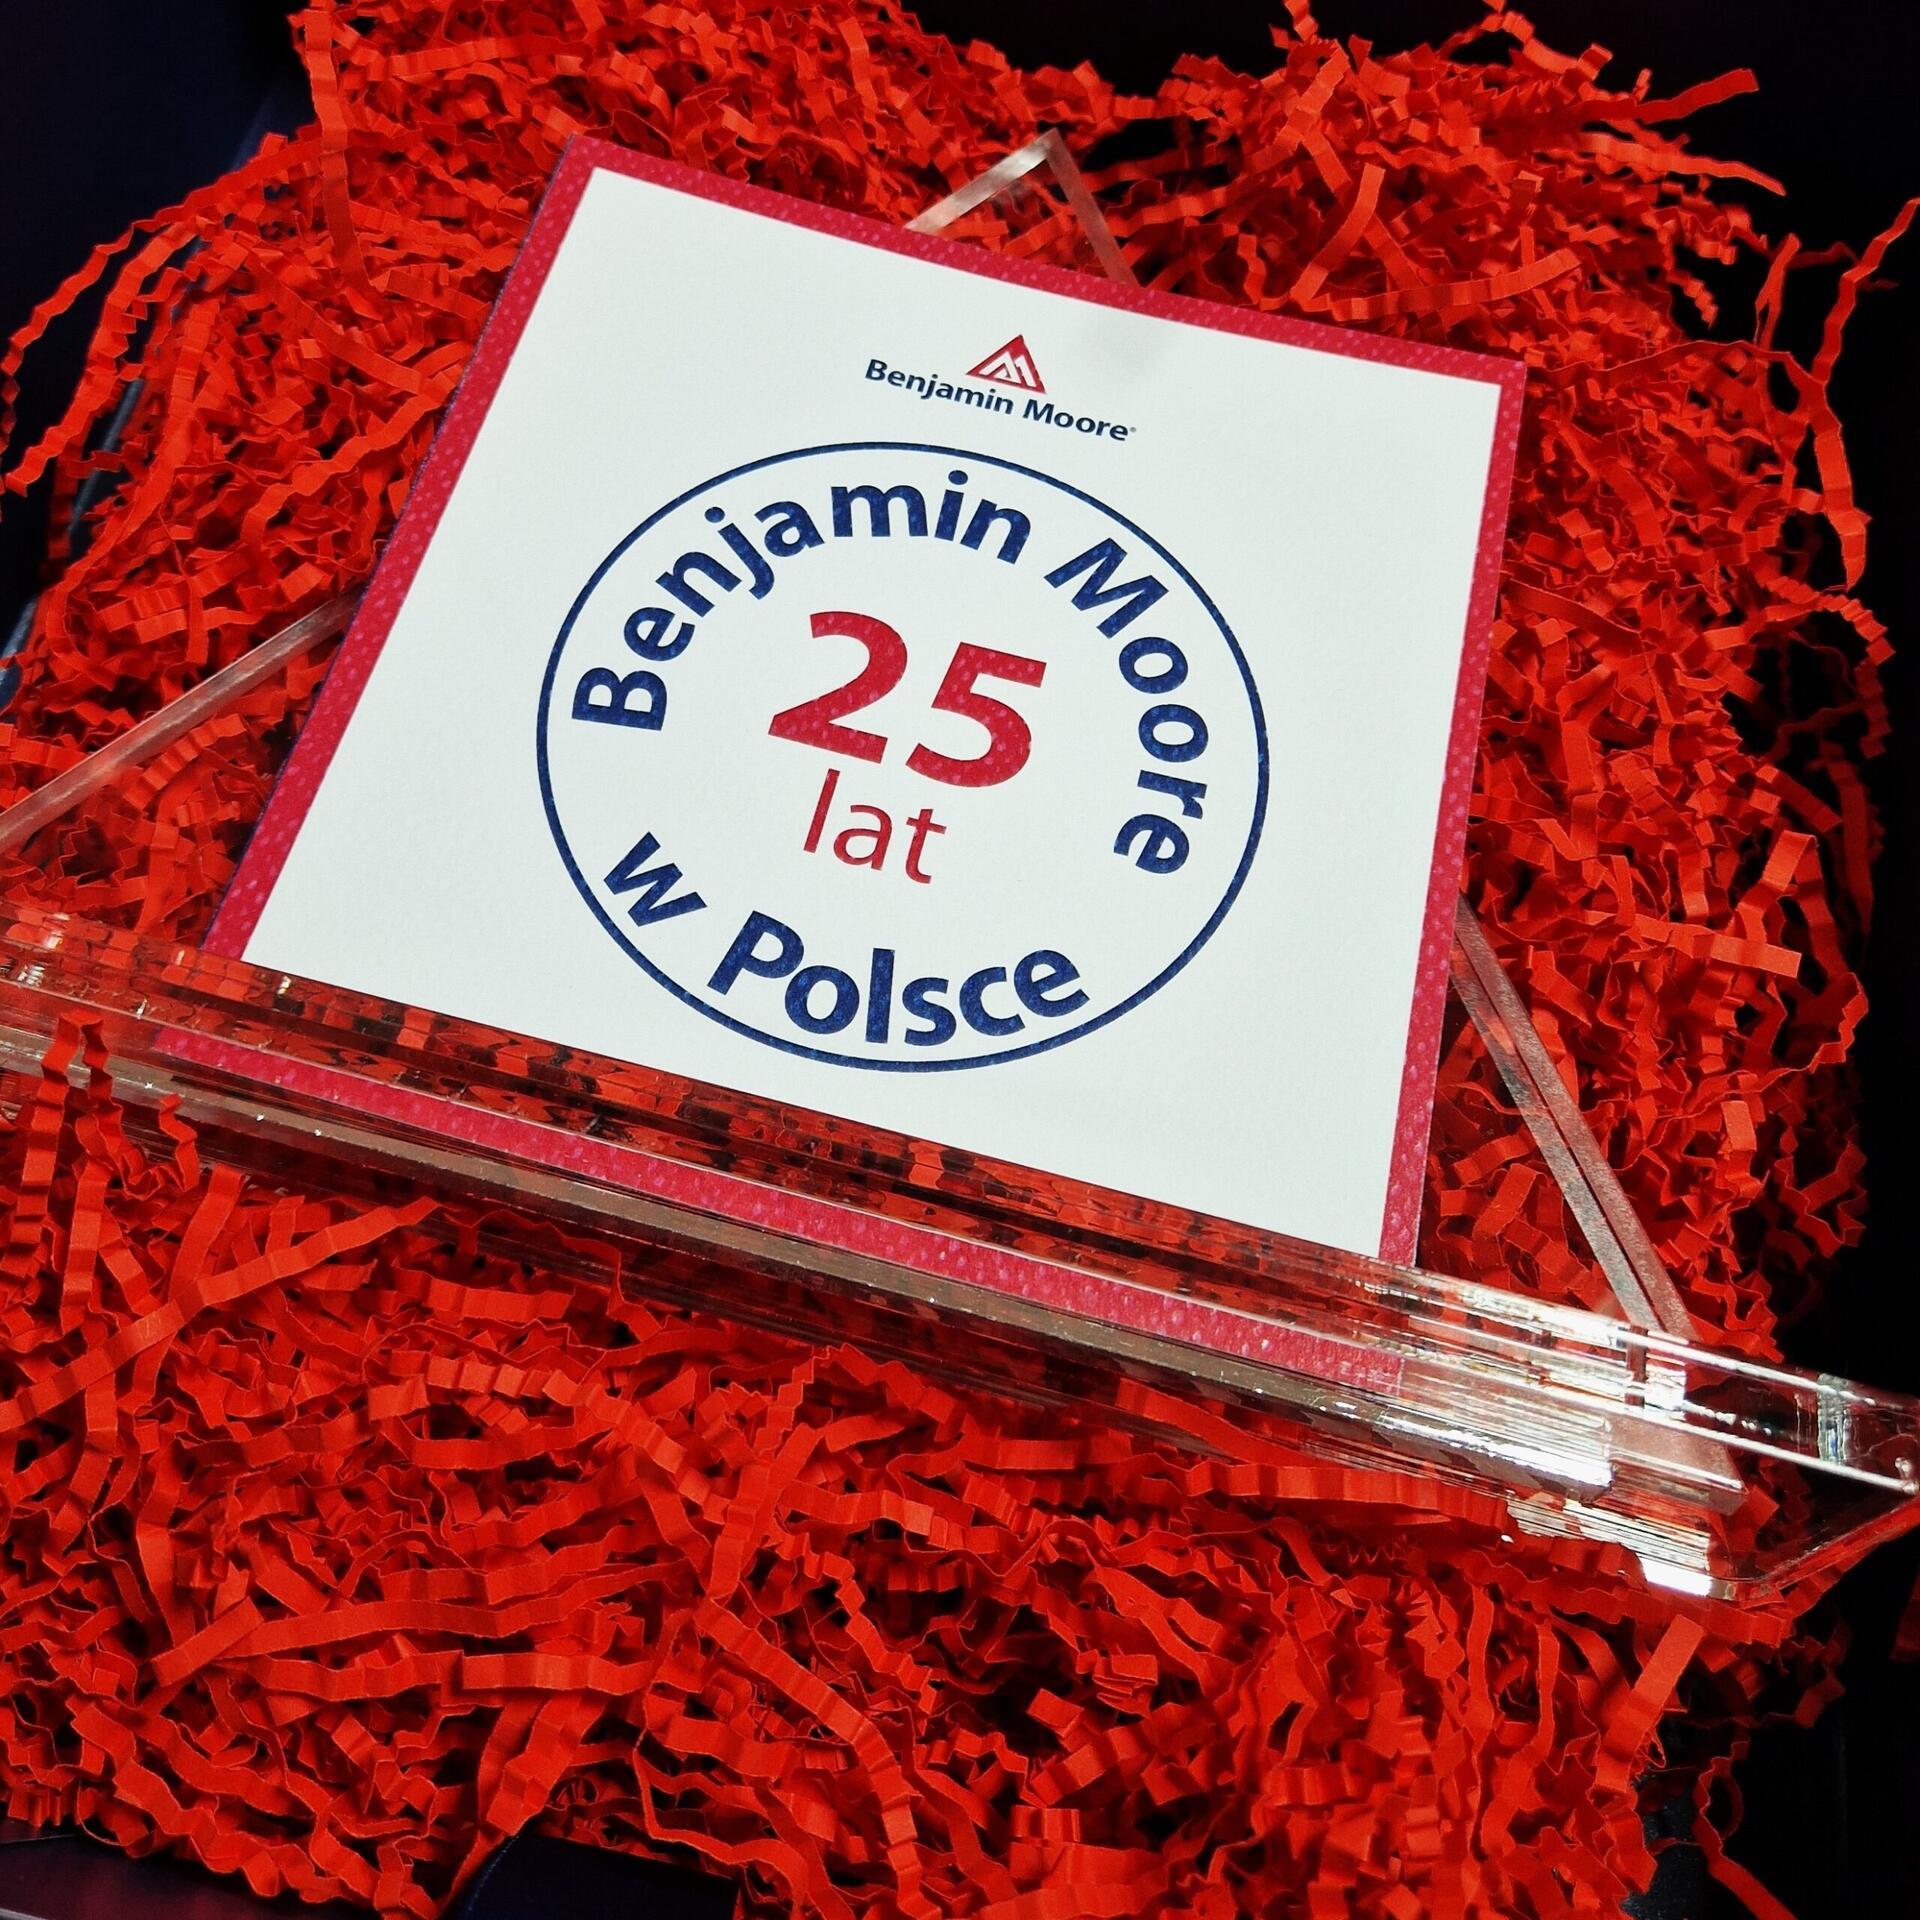 Benjamin Moore®
Benjamin Moore
25
lat
w Polsce